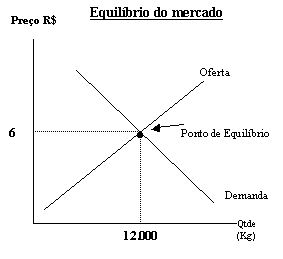 Equilíbrio do mercado
Preço R$
Oferta
6
Ponto de Equilíbrio
Demanda
12.000
Qtde
(Kg)